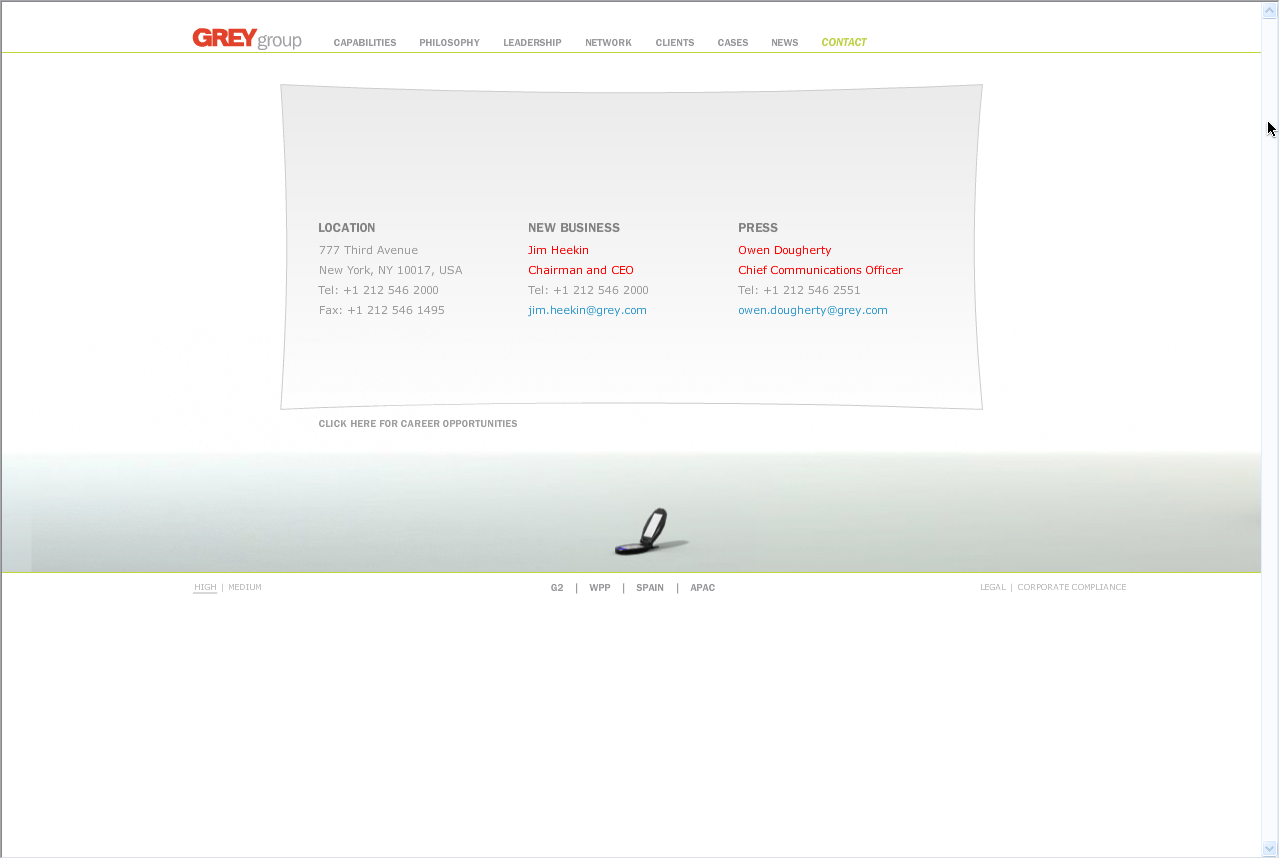 GREYgroup
CAPABILITIES PHILOSOPHY LEADERSHIP NETWORK CLIENTS CASES NEWS CONTACT
LOCATION
777 Third Avenue
New York, NY 10017, USA
Tel: +1 212 546 2000
Fax: +1 212 546 1495
NEW BUSINESS
Jim Heekin
Chairman and CEO
Tel: +1 212 546 2000
jim.heekin@grey.com
PRESS
Owen Dougherty
Chief Communications Officer
Tel: +1 212 546 2551
owen.dougherty@grey.com
CLICK HERE FOR CAREER OPPORTUNITIES
HIGH | MEDIUM
G2 | WPP | SPAIN | APAC
LEGAL | CORPORATE COMPLIANCE